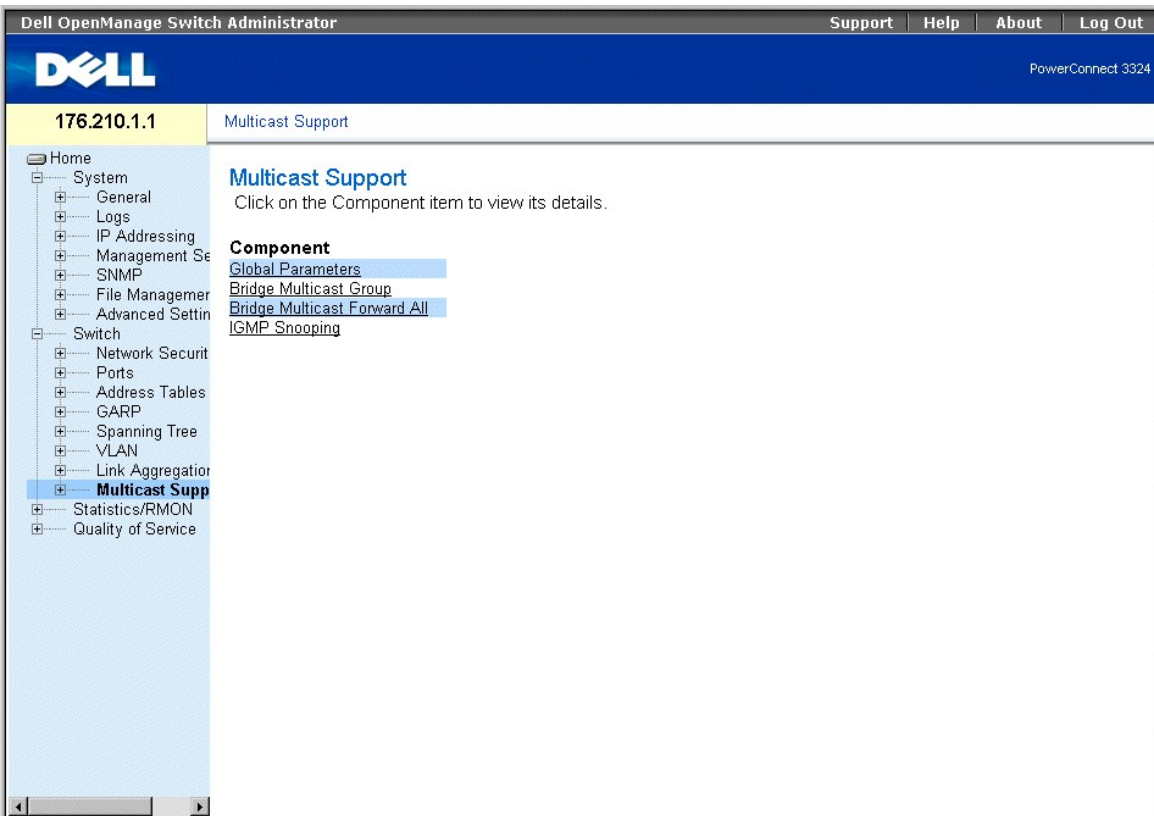 Dell OpenManage Switch Administrator Support Help About Log Out
DELL
PowerConnect 3324
176.210.1.1
Multicast Support
Home
System
General
Logs
IP Addressing
Management Se
SNMP
File Managemer
Advanced Settin
Switch
Network Securit
Ports
Address Tables
GARP
Spanning Tree
VLAN
Link Aggregation
Multicast Supp
Statistics/RMON
Quality of Service
Multicast Support
Click on the Component item to view its details.
Component
Global Parameters
Bridge Multicast Group
Bridge Multicast Forward All
IGMP Snooping